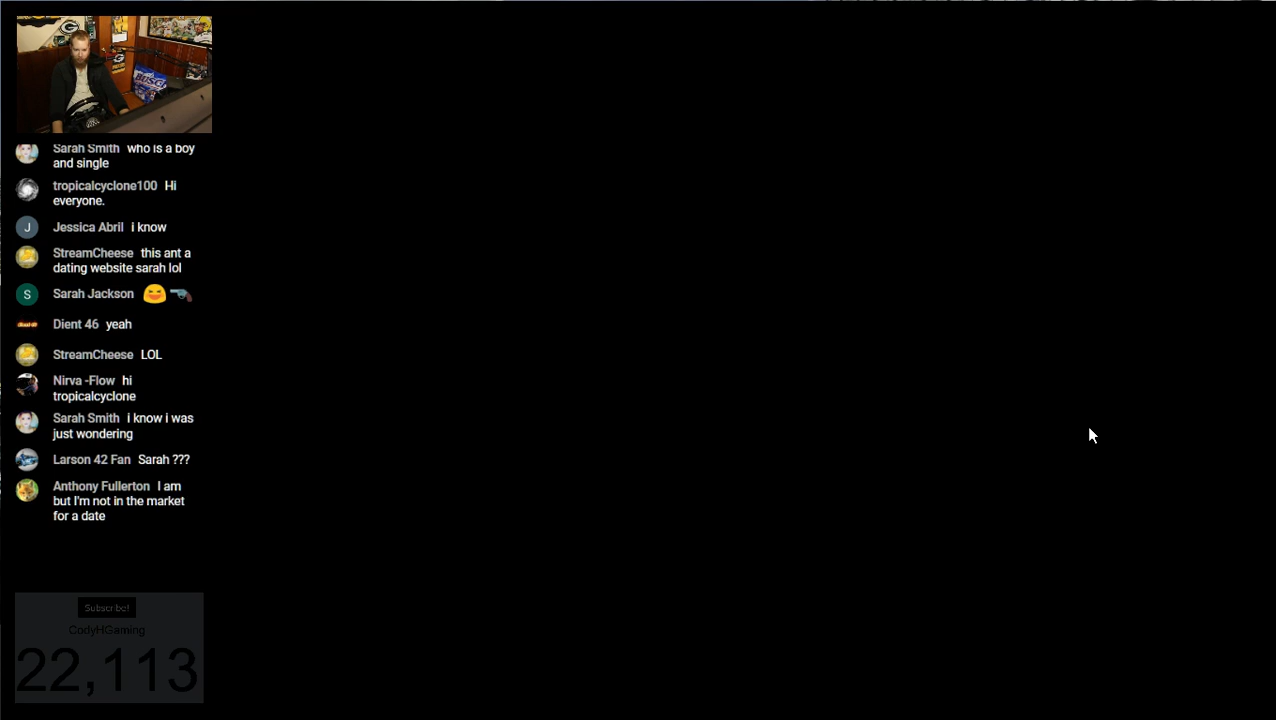 BUSCH
Sarah Smith who is a boy
and single
tropicalcyclone100 Hi
everyone.
J Jessica Abril i know
StreamCheese this ant a
dating website sarah lol
S Sarah Jackson
Dient 46 yeah
StreamCheese LOL
Nirva -Flow hi
tropicalcyclone
Sarah Smith i know i was
just wondering
Larson 42 Fan Sarah ???
Anthony Fullerton I am
but I'm not in the market
for a date
Subscribe!
CodyHGaming
22,113